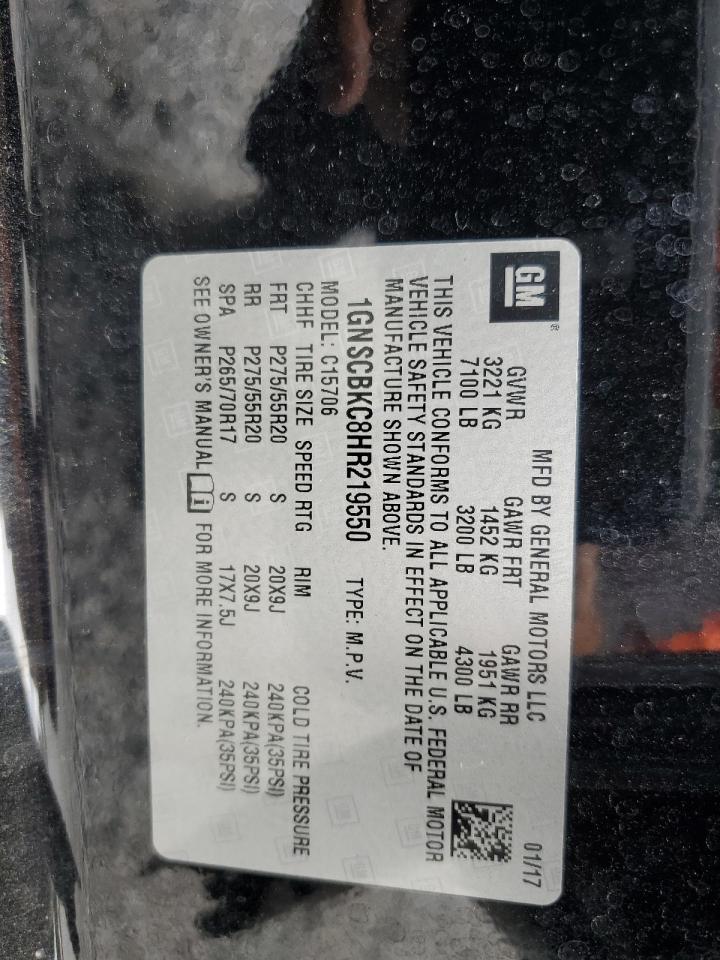 GM®
MFD BY GENERAL MOTORS LLC 01/17
GVWR GAWR FRT GAWR RR
3221 KG 1452 KG 1951 KG
7100 LB 3200 LB 4300 LB
THIS VEHICLE CONFORMS TO ALL APPLICABLE U.S. FEDERAL MOTOR
VEHICLE SAFETY STANDARDS IN EFFECT ON THE DATE OF
MANUFACTURE SHOWN ABOVE.
1GNSCBKC8HR219550 TYPE: M.P.V.
MODEL: C15706
CHHF TIRE SIZE SPEED RTG RIM COLD TIRE PRESSURE
FRT P275/55R20 S 20X9J 240KPA(35PSI)
RR P275/55R20 S 20X9J 240KPA(35PSI)
SPA P265/70R17 S 17X7.5J 240KPA(35PSI)
SEE OWNER'S MANUAL i FOR MORE INFORMATION.